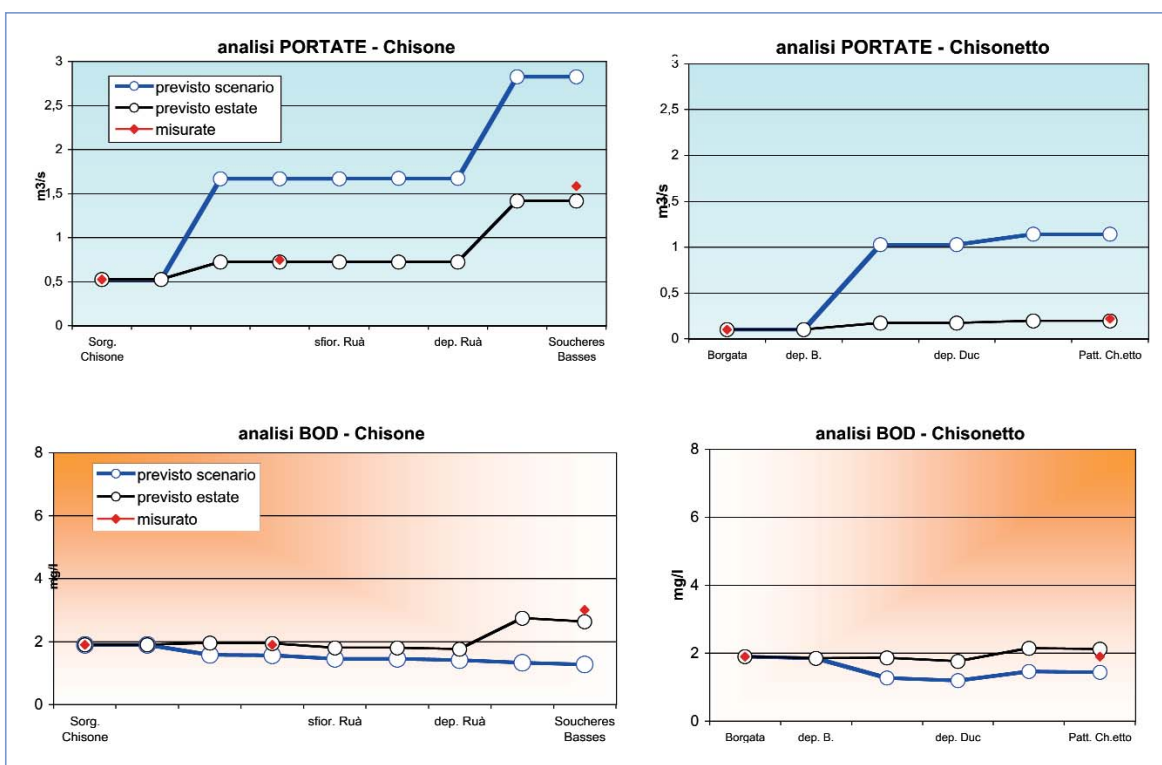 analisi PORTATE - Chisone
3
2,5
2
1,5
1
0,5
0
m3/s
previsto scenario
previsto estate
misurate
Sorg.
Chisone
sfior. Ruà
dep. Ruà
Soucheres
Basses
analisi PORTATE - Chisonetto
3
2,5
2
1,5
1
0,5
0
m3/s
Borgata
dep. B.
dep. Duc
Patt. Ch.etto
analisi BOD - Chisone
8
6
4
2
0
mg/l
previsto scenario
previsto estate
misurato
Sorg.
Chisone
sfior. Ruà
dep. Ruà
Soucheres
Basses
analisi BOD - Chisonetto
8
6
4
2
0
mg/l
Borgata
dep. B.
dep. Duc
Patt. Ch.etto